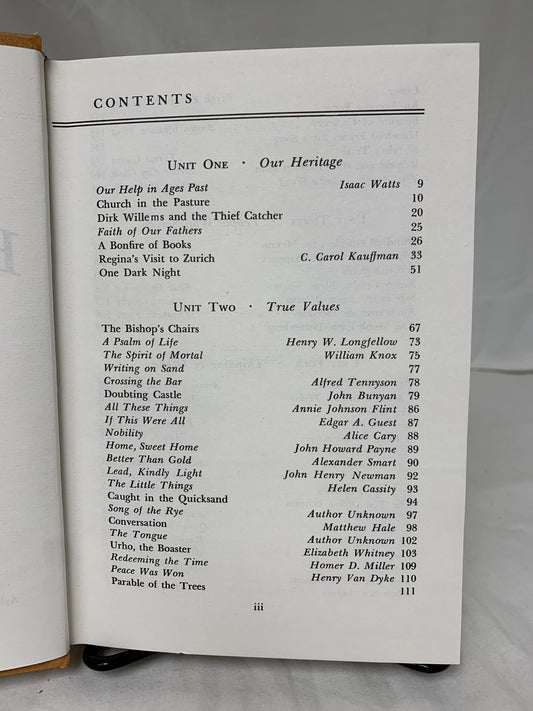 CONTENTS
UNIT ONE · Our Heritage
Our Help in Ages Past Isaac Watts 9
Church in the Pasture 10
Dirk Willems and the Thief Catcher 20
Faith of Our Fathers 25
A Bonfire of Books 26
Regina's Visit to Zurich C. Carol Kauffman 33
One Dark Night 51
UNIT TWO · True Values
The Bishop's Chairs 67
A Psalm of Life Henry W. Longfellow 73
The Spirit of Mortal William Knox 75
Writing on Sand 77
Crossing the Bar Alfred Tennyson 78
Doubting Castle John Bunyan 79
All These Things Annie Johnson Flint 86
If This Were All Edgar A. Guest 87
Nobility Alice Cary 88
Home, Sweet Home John Howard Payne 89
Better Than Gold Alexander Smart 90
Lead, Kindly Light John Henry Newman 92
The Little Things Helen Cassity 93
Caught in the Quicksand 94
Song of the Rye Author Unknown 97
Conversation Matthew Hale 98
The Tongue Author Unknown 102
Urho, the Boaster Elizabeth Whitney 103
Redeeming the Time Homer D. Miller 109
Peace Was Won Henry Van Dyke 110
Parable of the Trees 111
iii